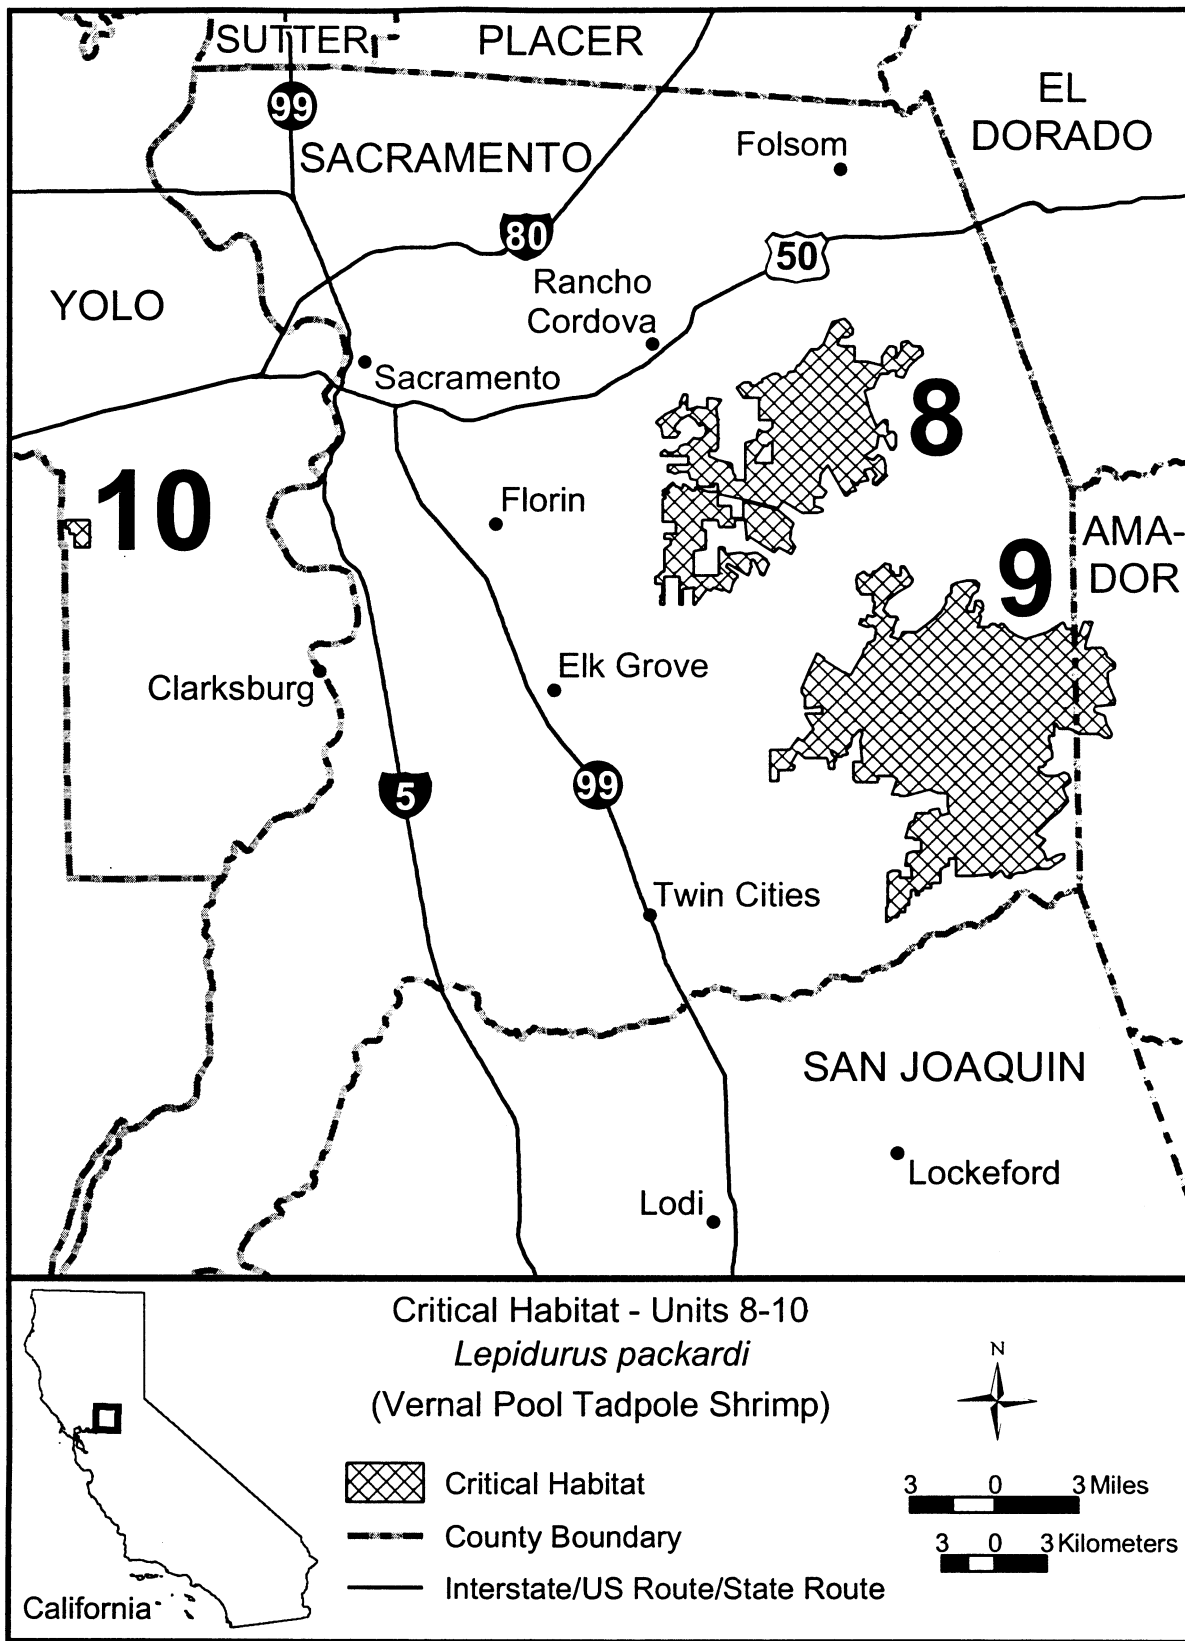 SUTTER
PLACER
99
EL
DORADO
SACRAMENTO
Folsom
80
50
Rancho
Cordova
YOLO
Sacramento
8
10
Florin
AMA-
DOR
9
Elk Grove
Clarksburg
5
99
Twin Cities
SAN JOAQUIN
Lockeford
Lodi
Critical Habitat - Units 8-10
Lepidurus packardi
(Vernal Pool Tadpole Shrimp)
N
Critical Habitat
County Boundary
Interstate/US Route/State Route
3 0 3 Miles
3 0 3 Kilometers
California